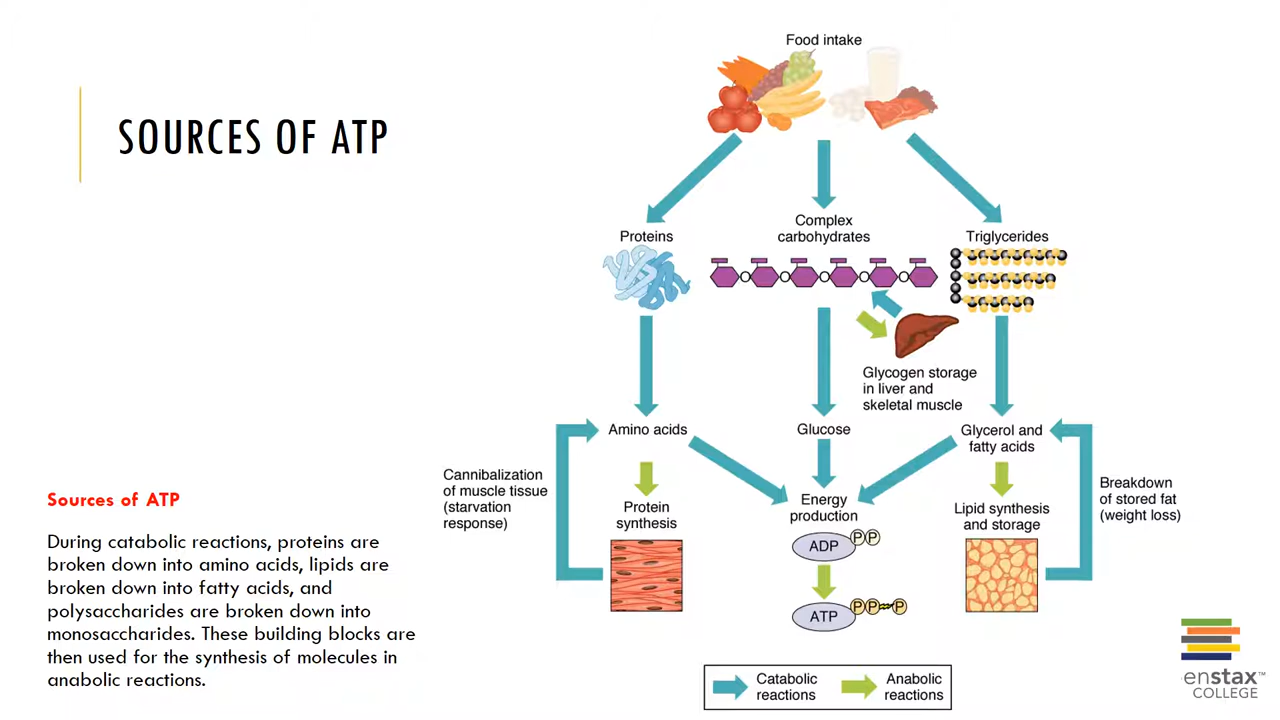 SOURCES OF ATP
Food intake
Proteins
Complex
carbohydrates
Triglycerides
Glycogen storage
in liver and
skeletal muscle
Amino acids
Glucose
Glycerol and
fatty acids
Cannibalization
of muscle tissue
(starvation
response)
Protein
synthesis
Energy
production
Lipid synthesis
and storage
Breakdown
of stored fat
(weight loss)
ADP
P P
ATP
P P P
Catabolic
reactions
Anabolic
reactions
Sources of ATP
During catabolic reactions, proteins are
broken down into amino acids, lipids are
broken down into fatty acids, and
polysaccharides are broken down into
monosaccharides. These building blocks are
then used for the synthesis of molecules in
anabolic reactions.
enstax™
COLLEGE